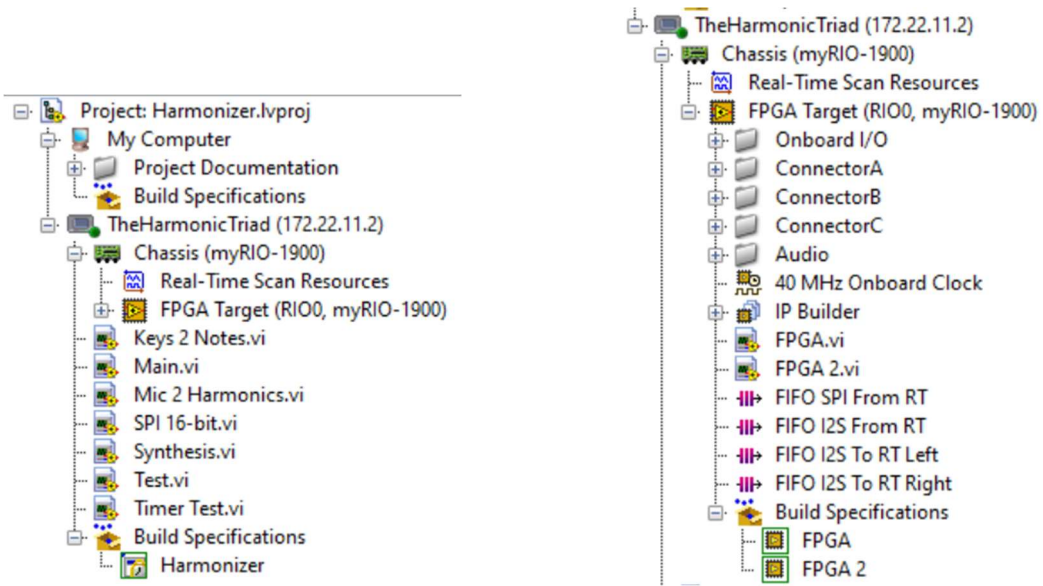 Project: Harmonizer.lvproj
My Computer
Project Documentation
Build Specifications
TheHarmonicTriad (172.22.11.2)
Chassis (myRIO-1900)
Real-Time Scan Resources
FPGA Target (RIO0, myRIO-1900)
Keys 2 Notes.vi
Main.vi
Mic 2 Harmonics.vi
SPI 16-bit.vi
Synthesis.vi
Test.vi
Timer Test.vi
Build Specifications
Harmonizer
TheHarmonicTriad (172.22.11.2)
Chassis (myRIO-1900)
Real-Time Scan Resources
FPGA Target (RIO0, myRIO-1900)
Onboard I/O
ConnectorA
ConnectorB
ConnectorC
Audio
40 MHz Onboard Clock
IP Builder
FPGA.vi
FPGA 2.vi
FIFO SPI From RT
FIFO I2S From RT
FIFO I2S To RT Left
FIFO I2S To RT Right
Build Specifications
FPGA
FPGA 2